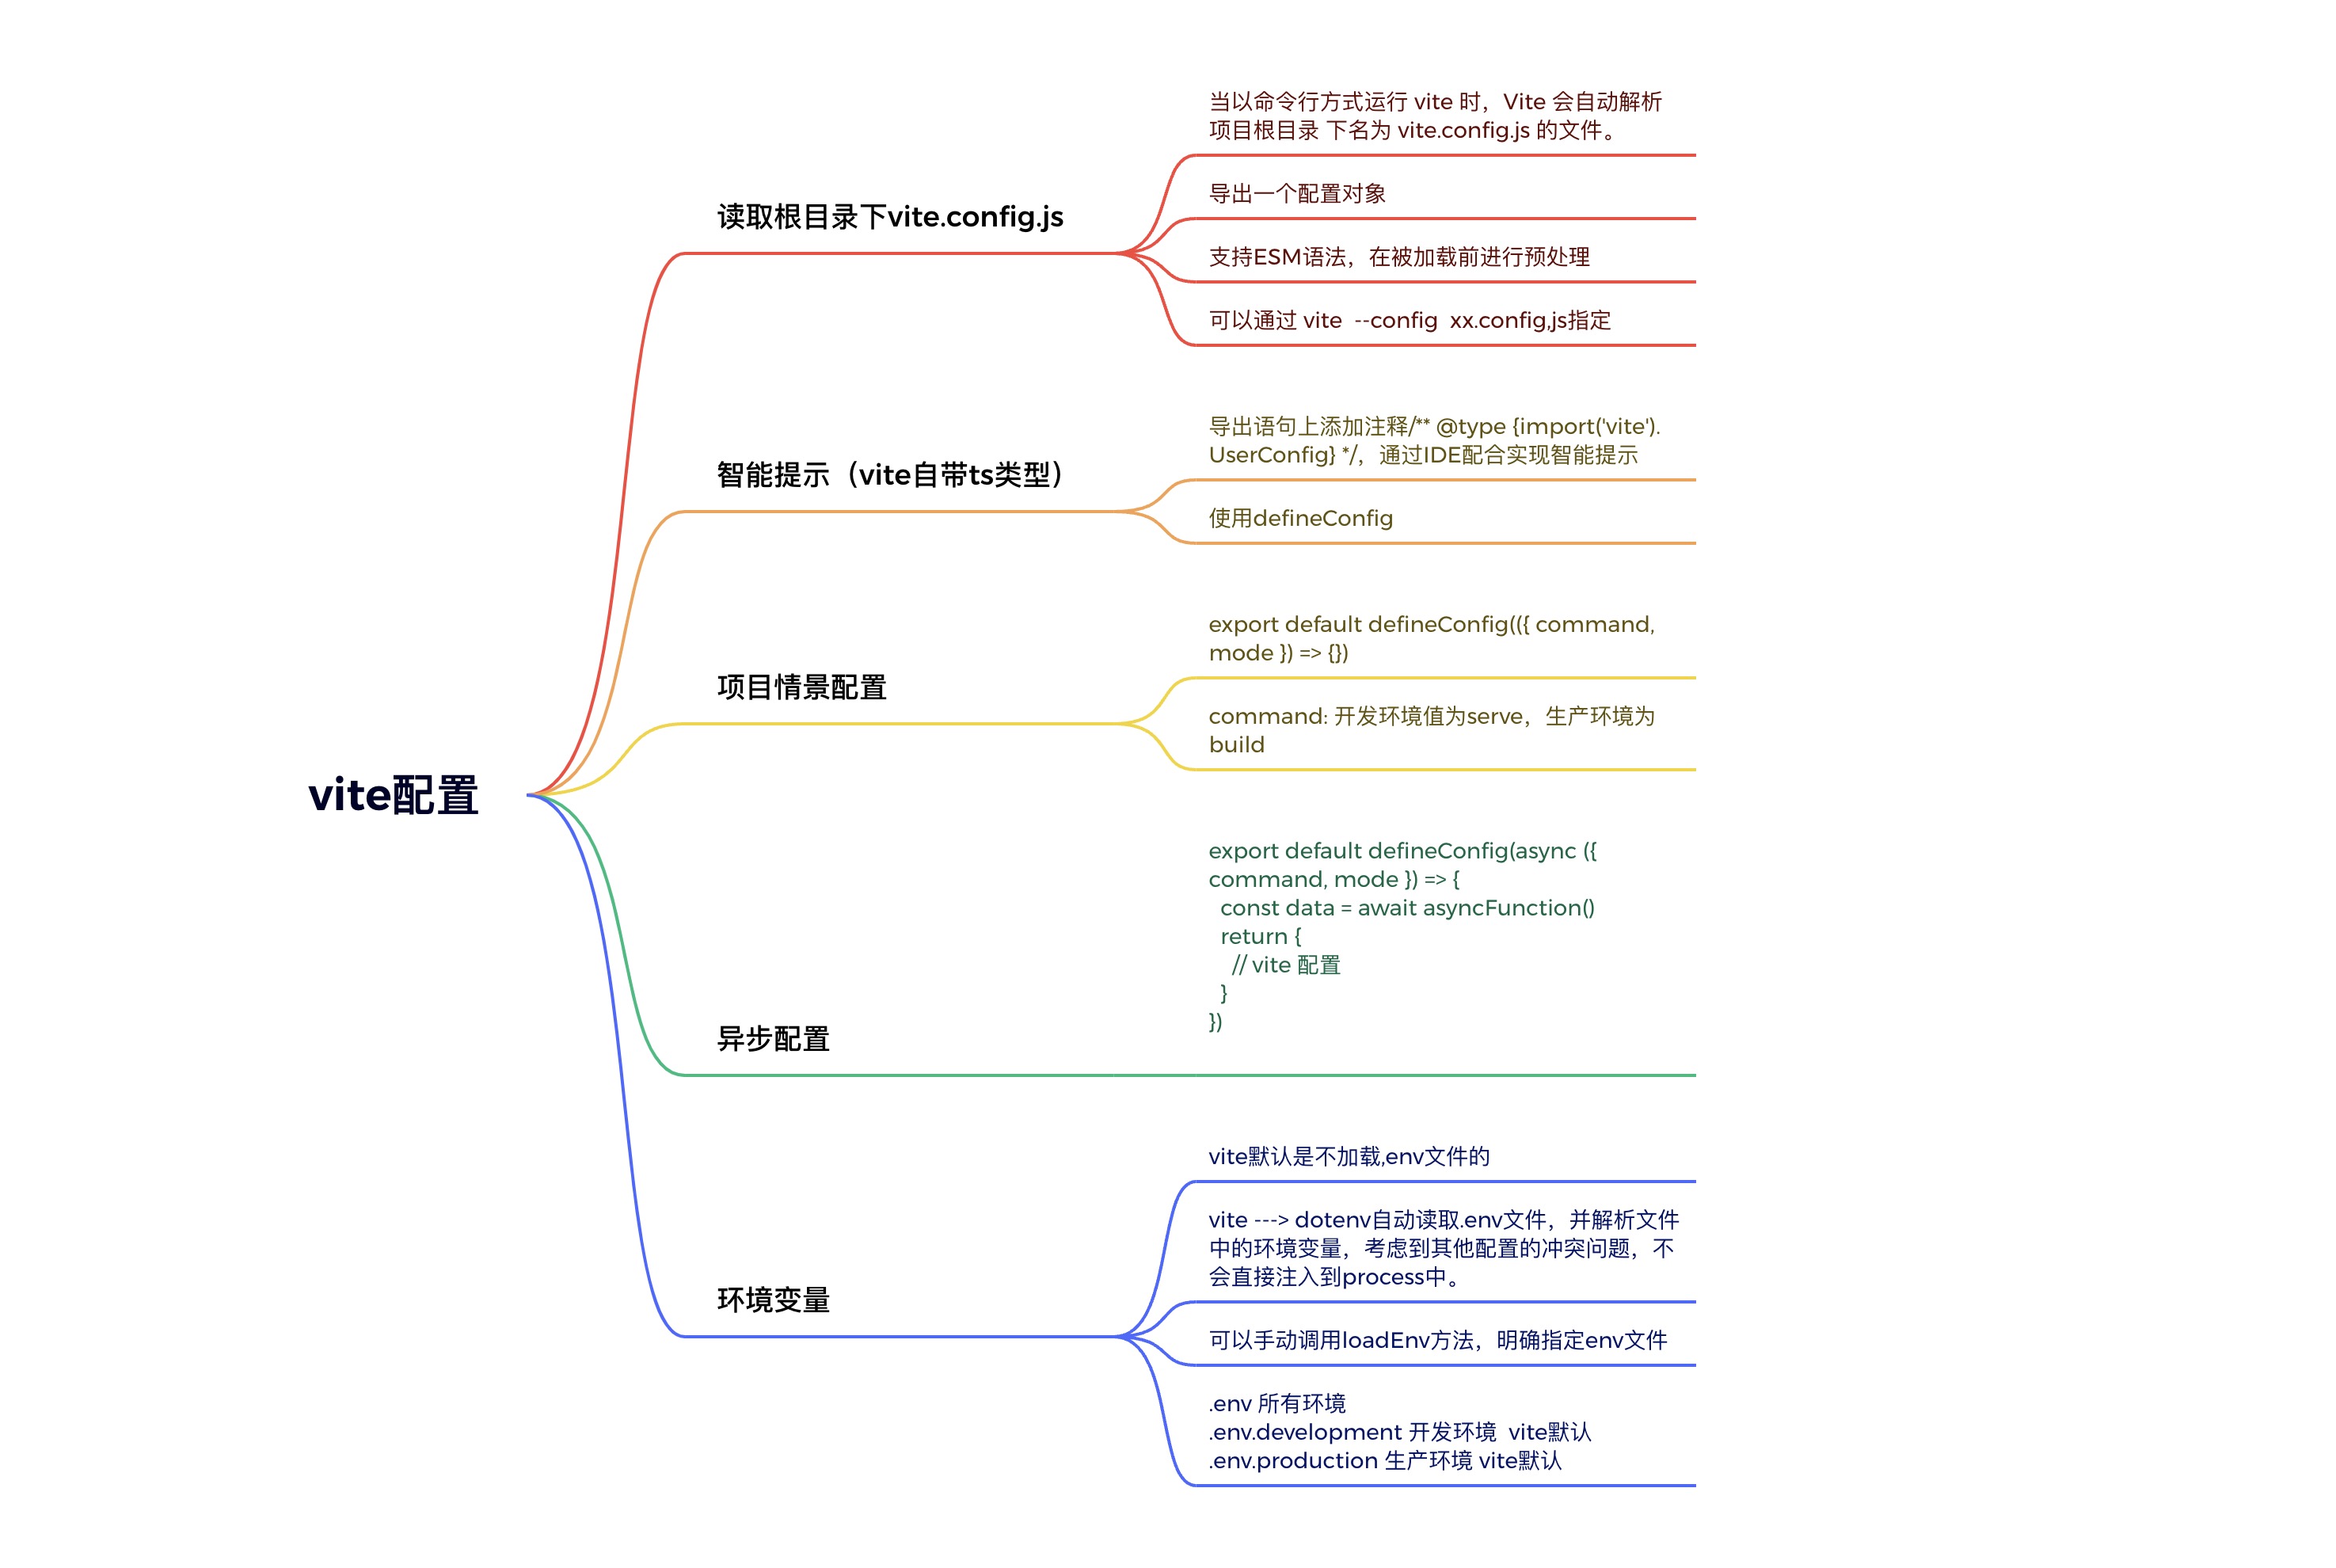 vite配置
读取根目录下vite.config.js
当以命令行方式运行 vite 时，Vite 会自动解析
项目根目录 下名为 vite.config.js 的文件。
导出一个配置对象
支持ESM语法，在被加载前进行预处理
可以通过 vite  --config  xx.config,js指定
智能提示（vite自带ts类型）
导出语句上添加注释/** @type {import('vite').
UserConfig} */，通过IDE配合实现智能提示
使用defineConfig
项目情景配置
export default defineConfig(({ command,
mode }) => {})
command: 开发环境值为serve，生产环境为
build
异步配置
export default defineConfig(async ({
command, mode }) => {
  const data = await asyncFunction()
  return {
    // vite 配置
  }
})
环境变量
vite默认是不加载,env文件的
vite ---> dotenv自动读取.env文件，并解析文件
中的环境变量，考虑到其他配置的冲突问题，不
会直接注入到process中。
可以手动调用loadEnv方法，明确指定env文件
.env 所有环境
.env.development 开发环境  vite默认
.env.production 生产环境 vite默认